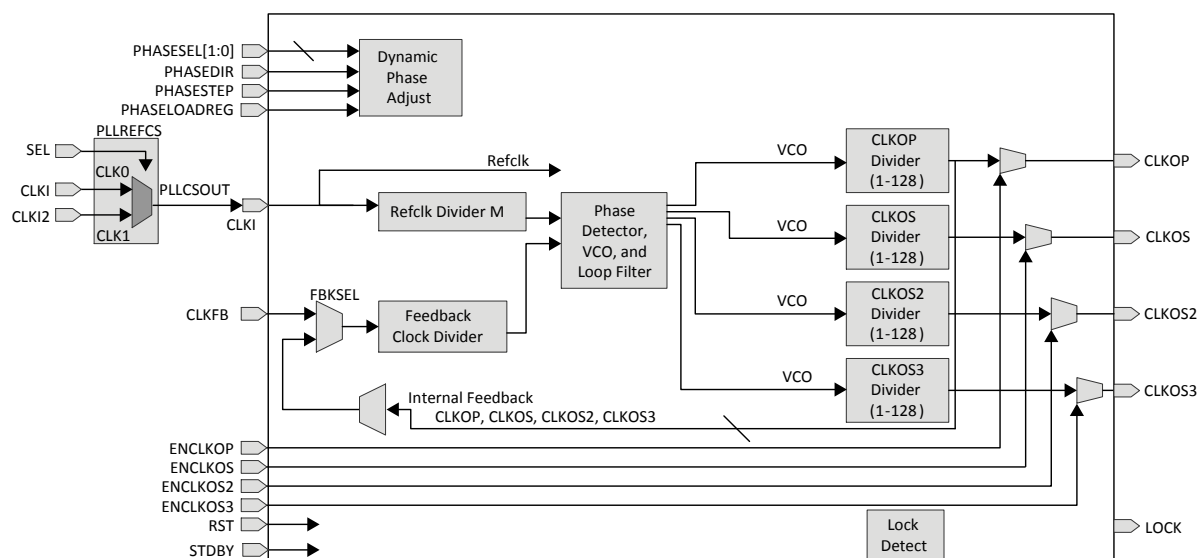 PHASESEL[1:0]
PHASEDIR
PHASESTEP
PHASELOADREG
Dynamic
Phase
Adjust
PLLREFCS
SEL
CLK0
CLKI
CLKI2
CLK1
PLLCSOUT
CLKI
Refclk
Refclk Divider M
Phase
Detector,
VCO, and
Loop Filter
VCO
CLKOP
Divider
(1-128)
CLKOP
VCO
CLKOS
Divider
(1-128)
CLKOS
CLKFB
FBKSEL
Feedback
Clock Divider
VCO
CLKOS2
Divider
(1-128)
CLKOS2
VCO
CLKOS3
Divider
(1-128)
CLKOS3
Internal Feedback
CLKOP, CLKOS, CLKOS2, CLKOS3
ENCLKOP
ENCLKOS
ENCLKOS2
ENCLKOS3
RST
STDBY
Lock
Detect
LOCK